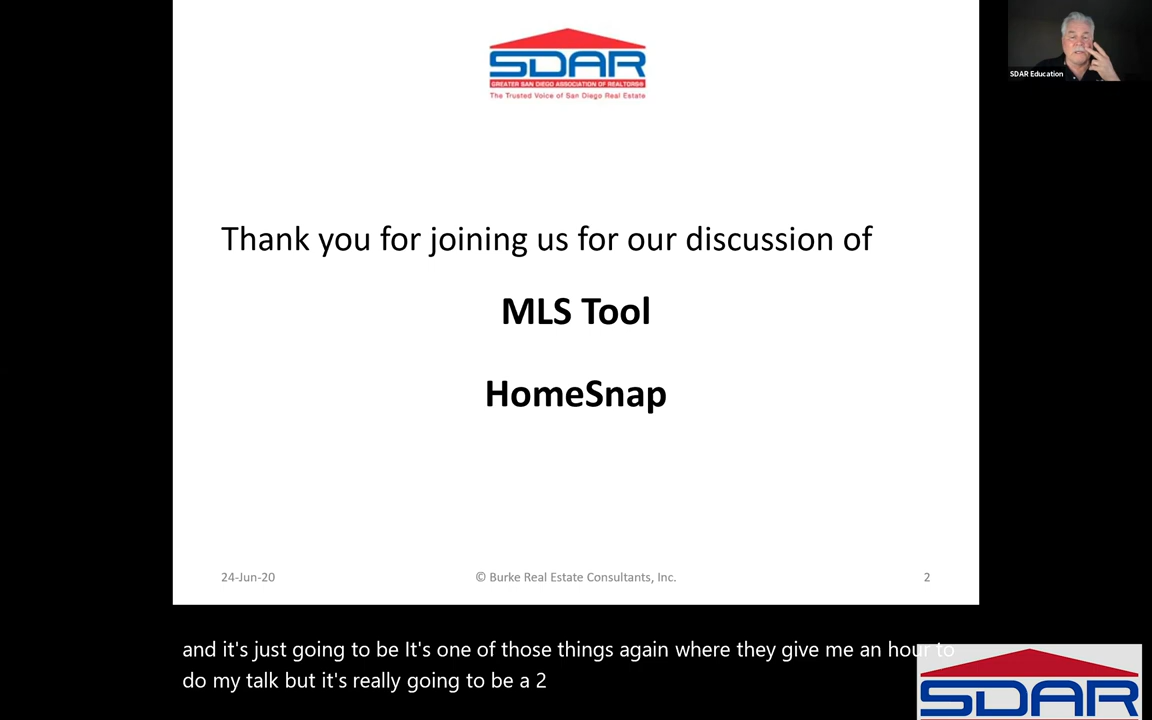 SDAR
GREATER SAN DIEGO ASSOCIATION OF REALTORS®
The Trusted Voice of San Diego Real Estate
SDAR Education
Thank you for joining us for our discussion of
MLS Tool
HomeSnap
24-Jun-20
© Burke Real Estate Consultants, Inc.
2
and it's just going to be It's one of those things again where they give me an hour to
do my talk but it's really going to be a 2
SDAR